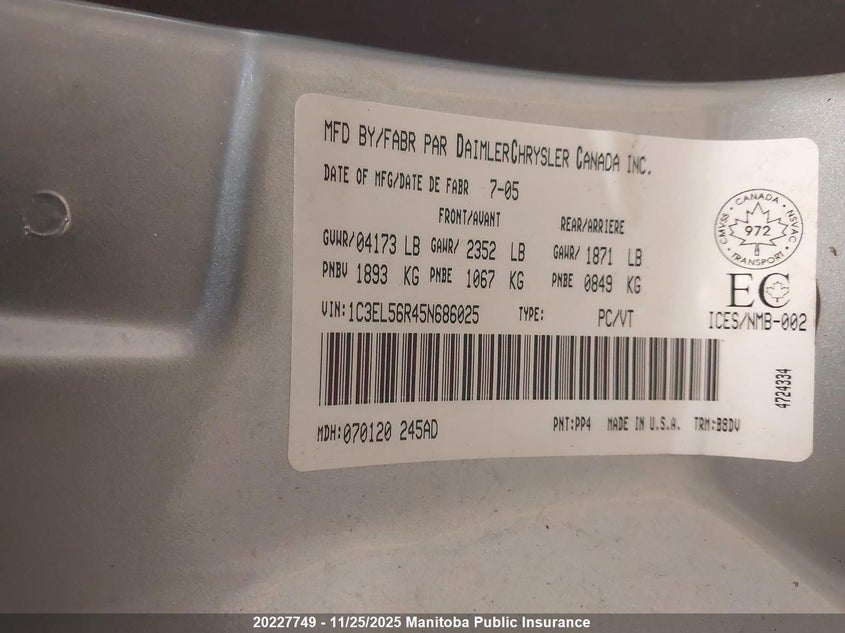 MFD BY/FABR PAR DAIMLERCHRYSLER CANADA INC.
DATE OF MFG/DATE DE FABR 7-05
FRONT/AVANT REAR/ARRIERE
GVWR/04173 LB GAWR/ 2352 LB GAWR/ 1871 LB
PNBV 1893 KG PNBE 1067 KG PNBE 0849 KG
VIN:1C3EL56R45N686025 TYPE: PC/VT
MDH:070120 245AD PNT:PP4 MADE IN U.S.A. TRM:B8DV
CANADA
CMVSS NSVAC
972
TRANSPORT
EC
ICES/NMB-002
4724334
20227749 - 11/25/2025 Manitoba Public Insurance